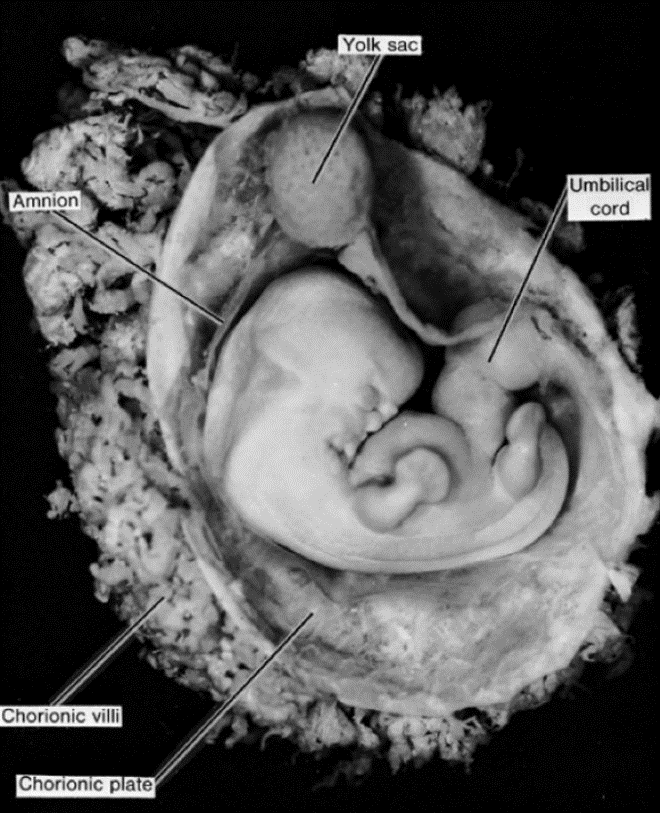 Yolk sac
Amnion
Umbilical
cord
Chorionic villi
Chorionic plate